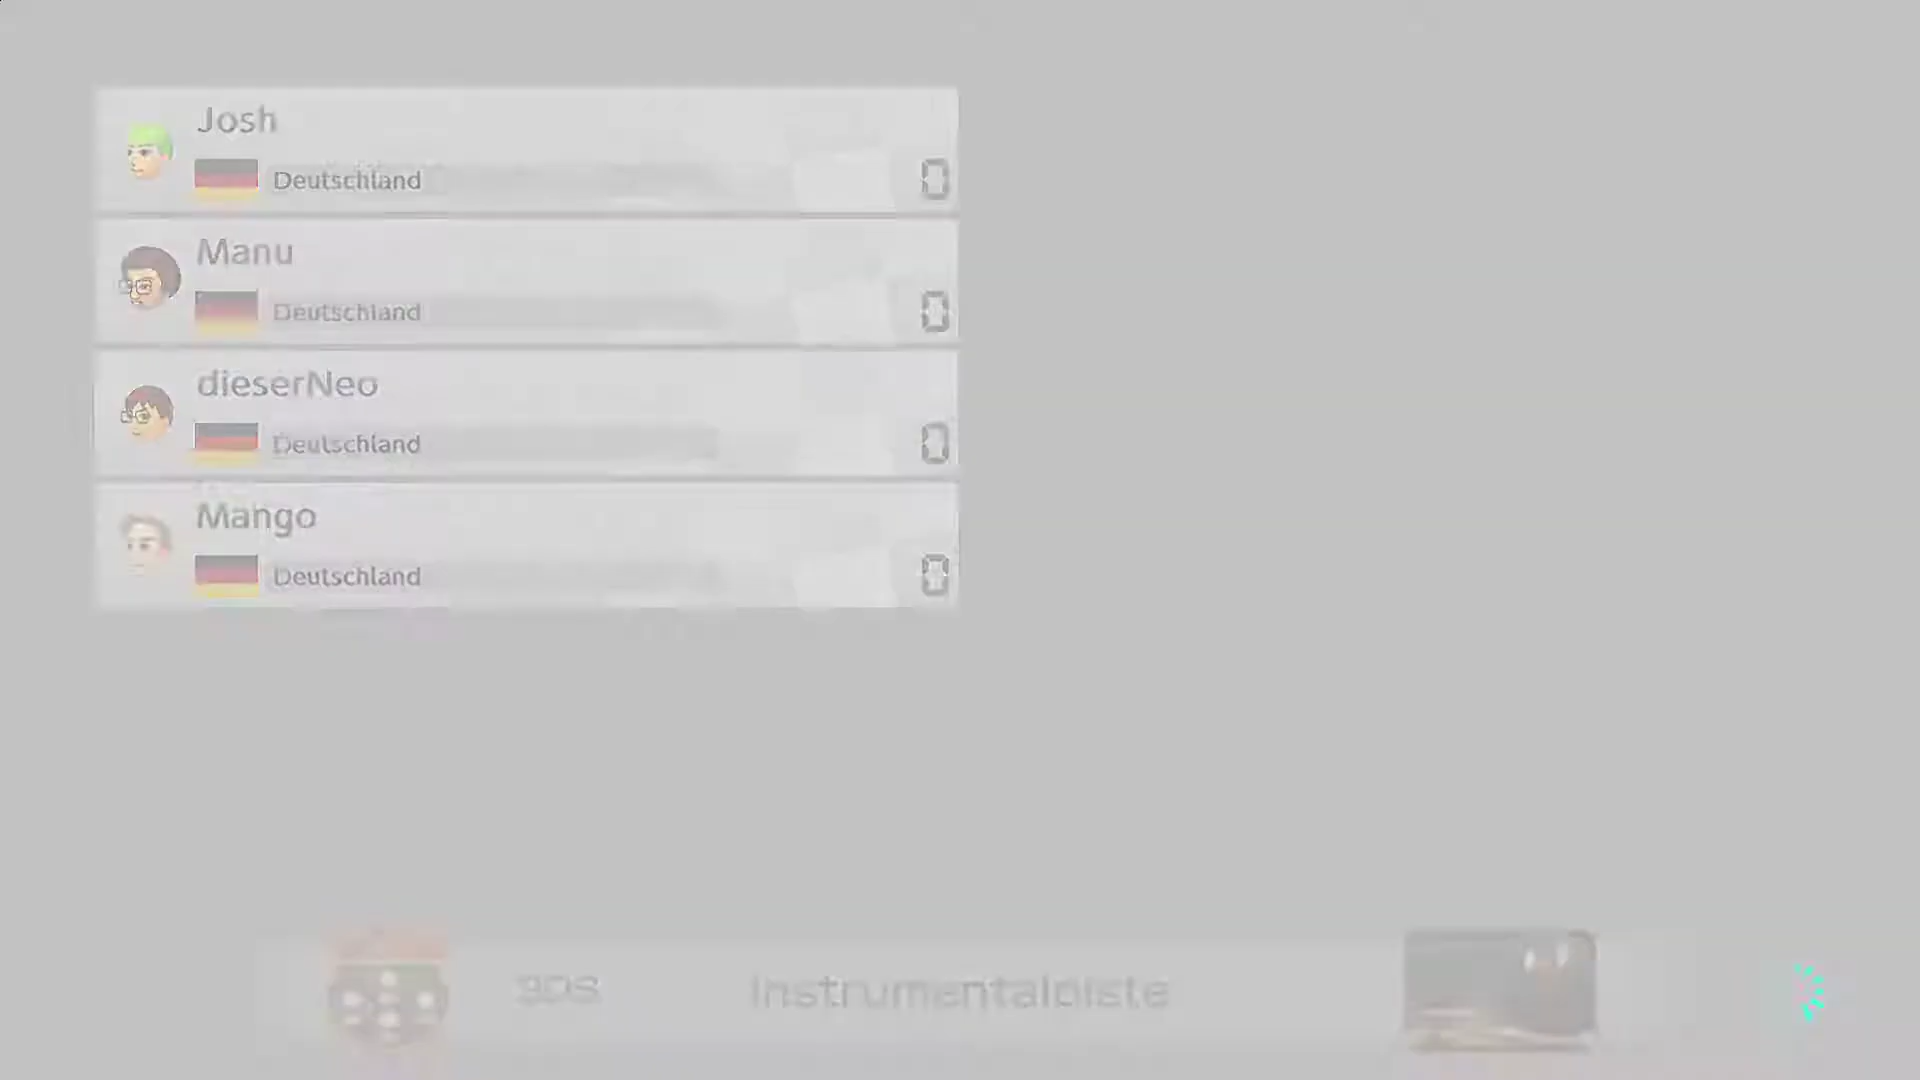 Josh
Deutschland 0
Manu
Deutschland 0
dieserNeo
Deutschland 0
Mango
Deutschland 0
3DS Instrumentalpiste